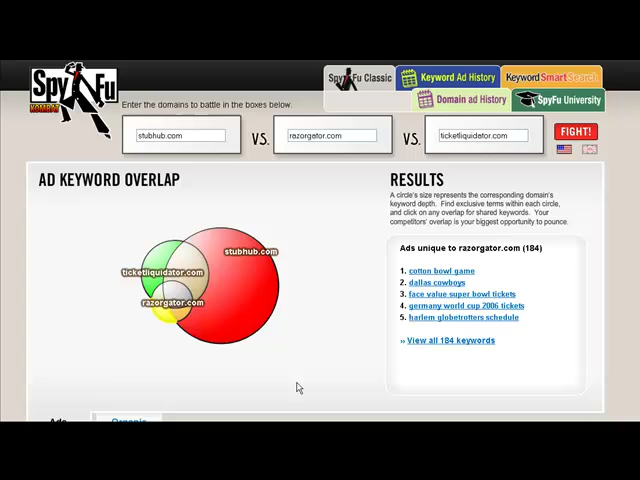 SpyFu
KOMBAT
SpyFu Classic
Keyword Ad History
KeywordSmartSearch
Domain ad History
SpyFu University
Enter the domains to battle in the boxes below.
stubhub.com
VS.
razorgator.com
VS.
ticketliquidator.com
FIGHT!
AD KEYWORD OVERLAP
stubhub.com
ticketliquidator.com
razorgator.com
RESULTS
A circle's size represents the corresponding domain's
keyword depth. Find exclusive terms within each circle,
and click on any overlap for shared keywords. Your
competitors' overlap is your biggest opportunity to pounce.
Ads unique to razorgator.com (184)
1. cotton bowl game
2. dallas cowboys
3. face value super bowl tickets
4. germany world cup 2006 tickets
5. harlem globetrotters schedule
» View all 184 keywords
Ads
Organic